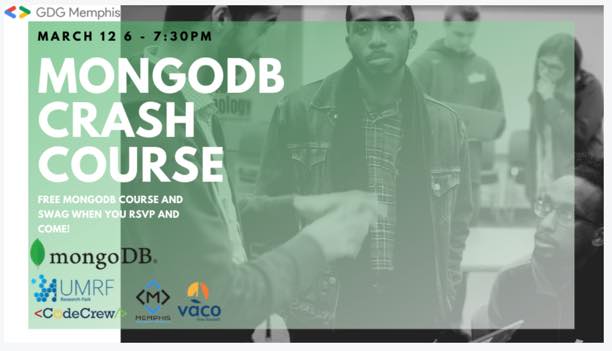 GDG Memphis
MARCH 12 6 - 7:30PM
MONGODB
CRASH
COURSE
FREE MONGODB COURSE AND
SWAG WHEN YOU RSVP AND
COME!
mongoDB®
UMRF
Research Park
<CodeCrew/>
<M>
MEMPHIS
vaco